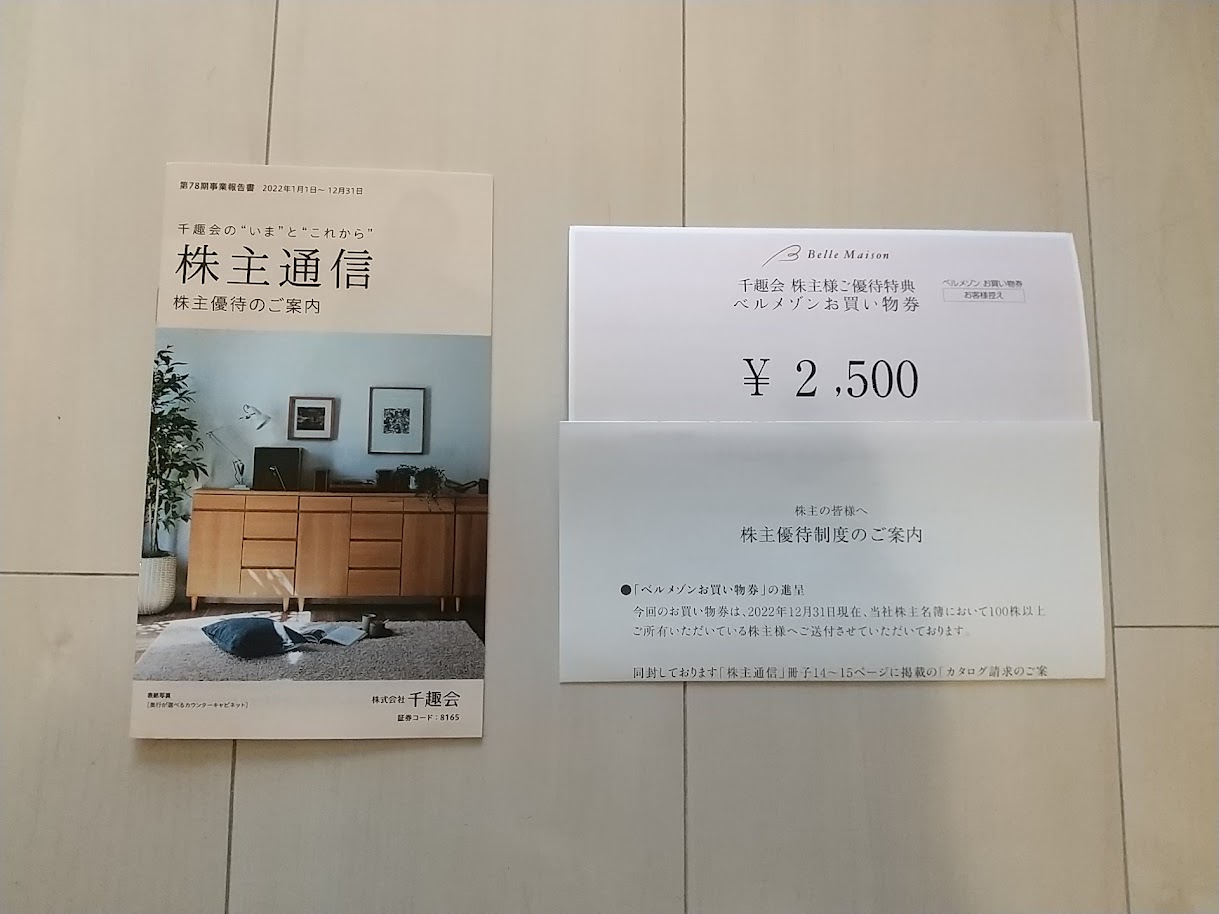 第78期事業報告書 2022年1月1日〜12月31日
千趣会の“いま”と“これから”
株主通信
株主優待のご案内
表紙写真
[奥行が選べるカウンターキャビネット]
株式会社 千趣会
証券コード：8165
Belle Maison
千趣会 株主様ご優待特典
ベルメゾンお買い物券
ベルメゾン お買い物券
お客様控え
￥2,500
株主の皆様へ
株主優待制度のご案内
●「ベルメゾンお買い物券」の進呈
今回のお買い物券は、2022年12月31日現在、当社株主名簿において100株以上
ご所有いただいている株主様へご送付させていただいております。
同封しております「株主通信」冊子14〜15ページに掲載の「カタログ請求のご案